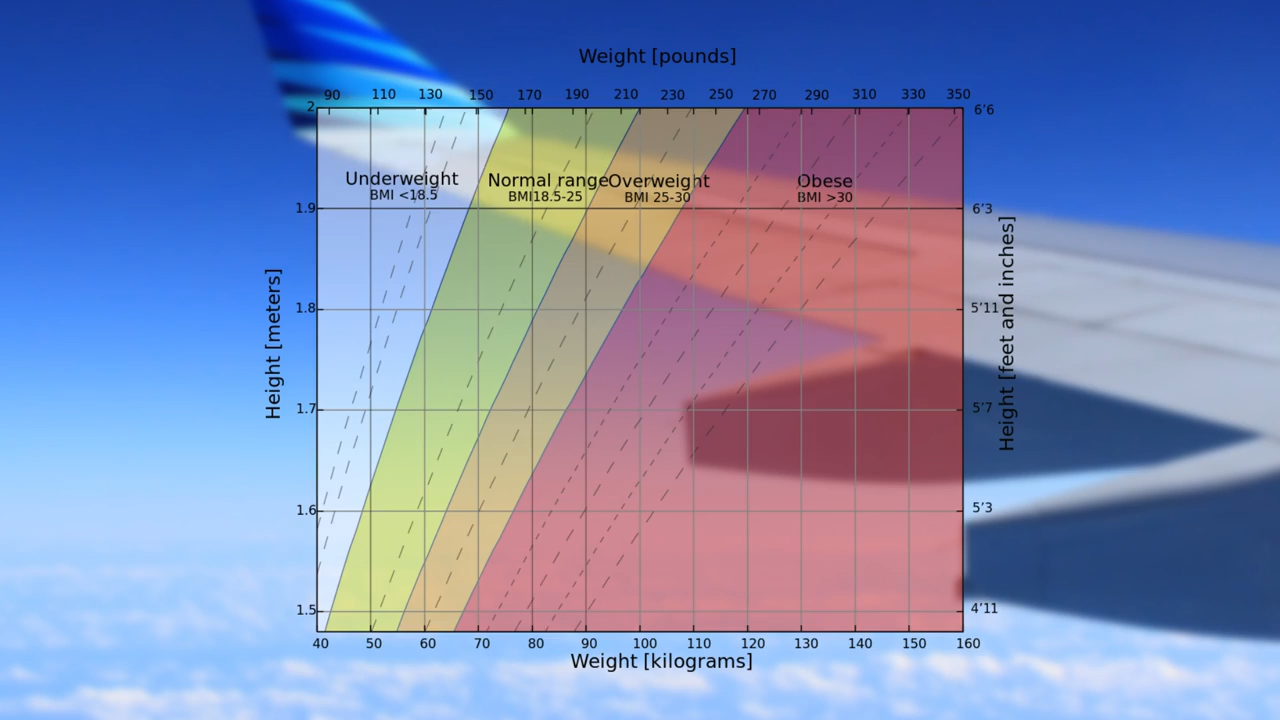 Weight [pounds]
90 110 130 150 170 190 210 230 250 270 290 310 330 350
2 6’6
Underweight Normal range Overweight Obese
BMI <18.5 BMI18.5-25 BMI 25-30 BMI >30
1.9 6’3
1.8 5’11
1.7 5’7
1.6 5’3
1.5 4’11
Height [meters]
Height [feet and inches]
40 50 60 70 80 90 100 110 120 130 140 150 160
Weight [kilograms]